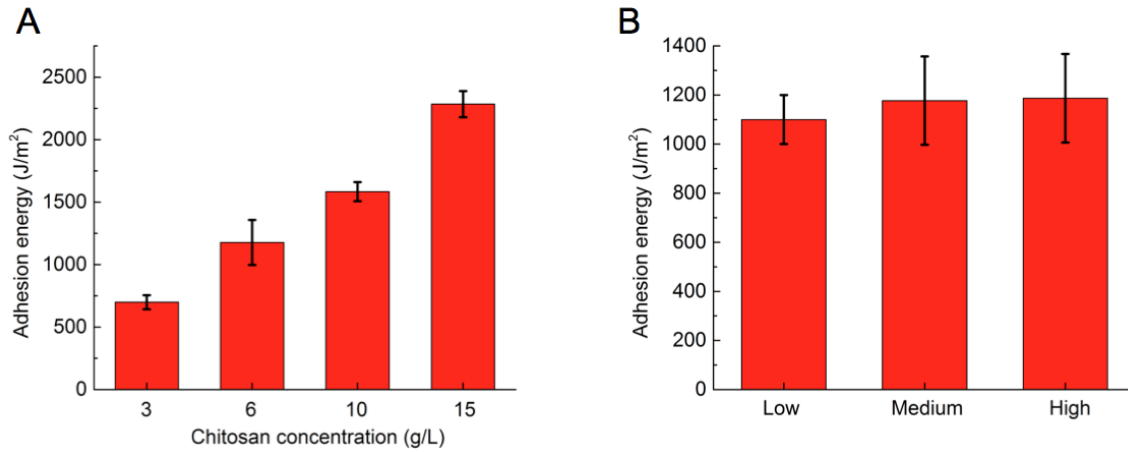 A
Adhesion energy (J/m²)
2500
2000
1500
1000
500
0
3 6 10 15
Chitosan concentration (g/L)
B
Adhesion energy (J/m²)
1400
1200
1000
800
600
400
200
0
Low Medium High